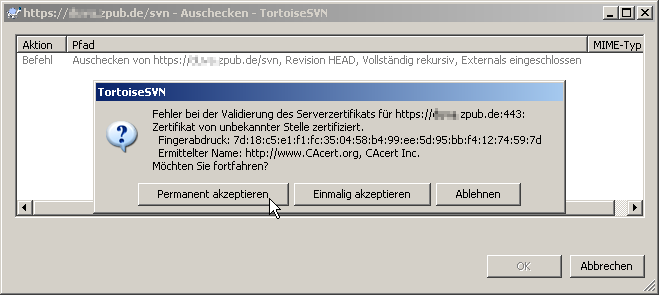 https://.zpub.de/svn - Auschecken - TortoiseSVN
Aktion Pfad MIME-Typ
Befehl Auschecken von https://.zpub.de/svn, Revision HEAD, Vollständig rekursiv, Externals eingeschlossen
TortoiseSVN
Fehler bei der Validierung des Serverzertifikats für https://.zpub.de:443:
Zertifikat von unbekannter Stelle zertifiziert.
Fingerabdruck: 7d:18:c5:e1:f1:fc:35:04:58:b4:99:ee:5d:95:bb:f4:12:74:59:7d
Ermittelter Name: http://www.CAcert.org, CAcert Inc.
Möchten Sie fortfahren?
Permanent akzeptieren Einmalig akzeptieren Ablehnen
OK Abbrechen